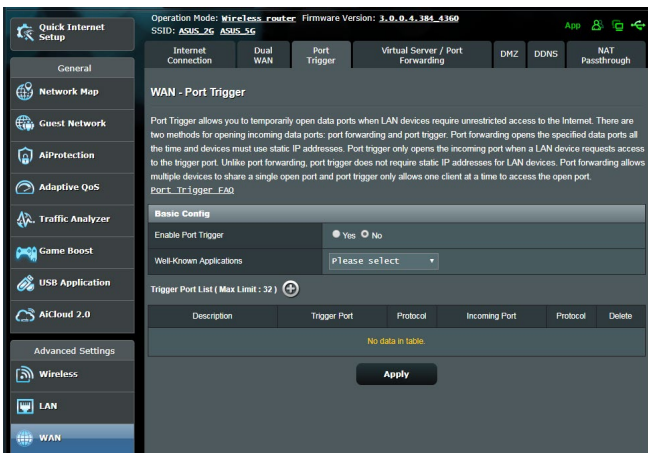 Operation Mode: Wireless router Firmware Version: 3.0.0.4.384_4360
SSID: ASUS_2G ASUS_5G
App
Quick Internet
Setup
General
Network Map
Guest Network
AiProtection
Adaptive QoS
Traffic Analyzer
Game Boost
USB Application
AiCloud 2.0
Advanced Settings
Wireless
LAN
WAN
Internet
Connection
Dual
WAN
Port
Trigger
Virtual Server / Port
Forwarding
DMZ
DDNS
NAT
Passthrough
WAN - Port Trigger
Port Trigger allows you to temporarily open data ports when LAN devices require unrestricted access to the Internet. There are
two methods for opening incoming data ports: port forwarding and port trigger. Port forwarding opens the specified data ports all
the time and devices must use static IP addresses. Port trigger only opens the incoming port when a LAN device requests access
to the trigger port. Unlike port forwarding, port trigger does not require static IP addresses for LAN devices. Port forwarding allows
multiple devices to share a single open port and port trigger only allows one client at a time to access the open port.
Port Trigger FAQ
Basic Config
Enable Port Trigger
Yes No
Well-Known Applications
Please select
Trigger Port List ( Max Limit : 32 )
Description Trigger Port Protocol Incoming Port Protocol Delete
No data in table.
Apply